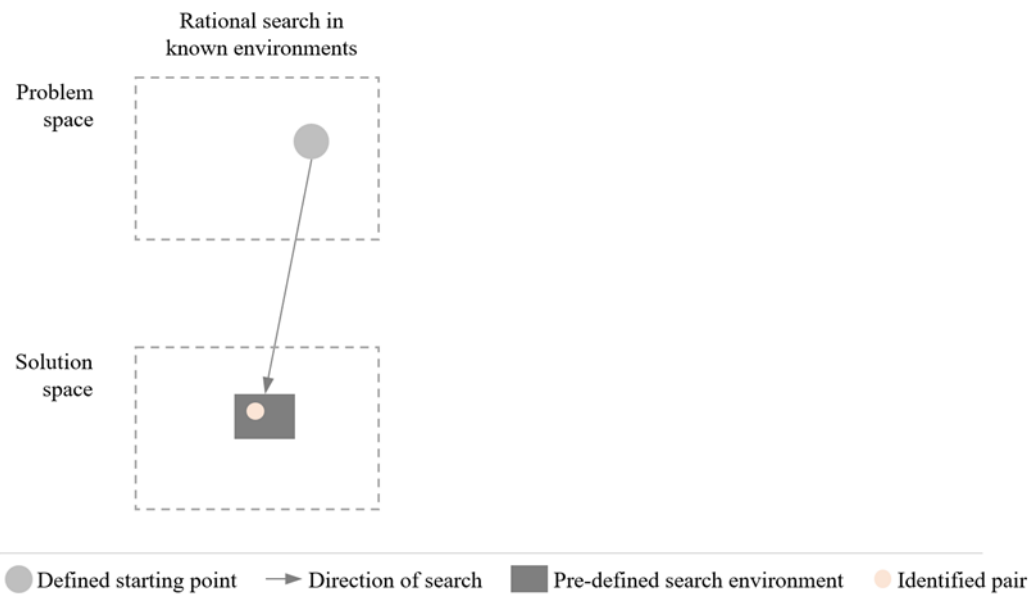 Rational search in
known environments
Problem
space
Solution
space
Defined starting point
Direction of search
Pre-defined search environment
Identified pair